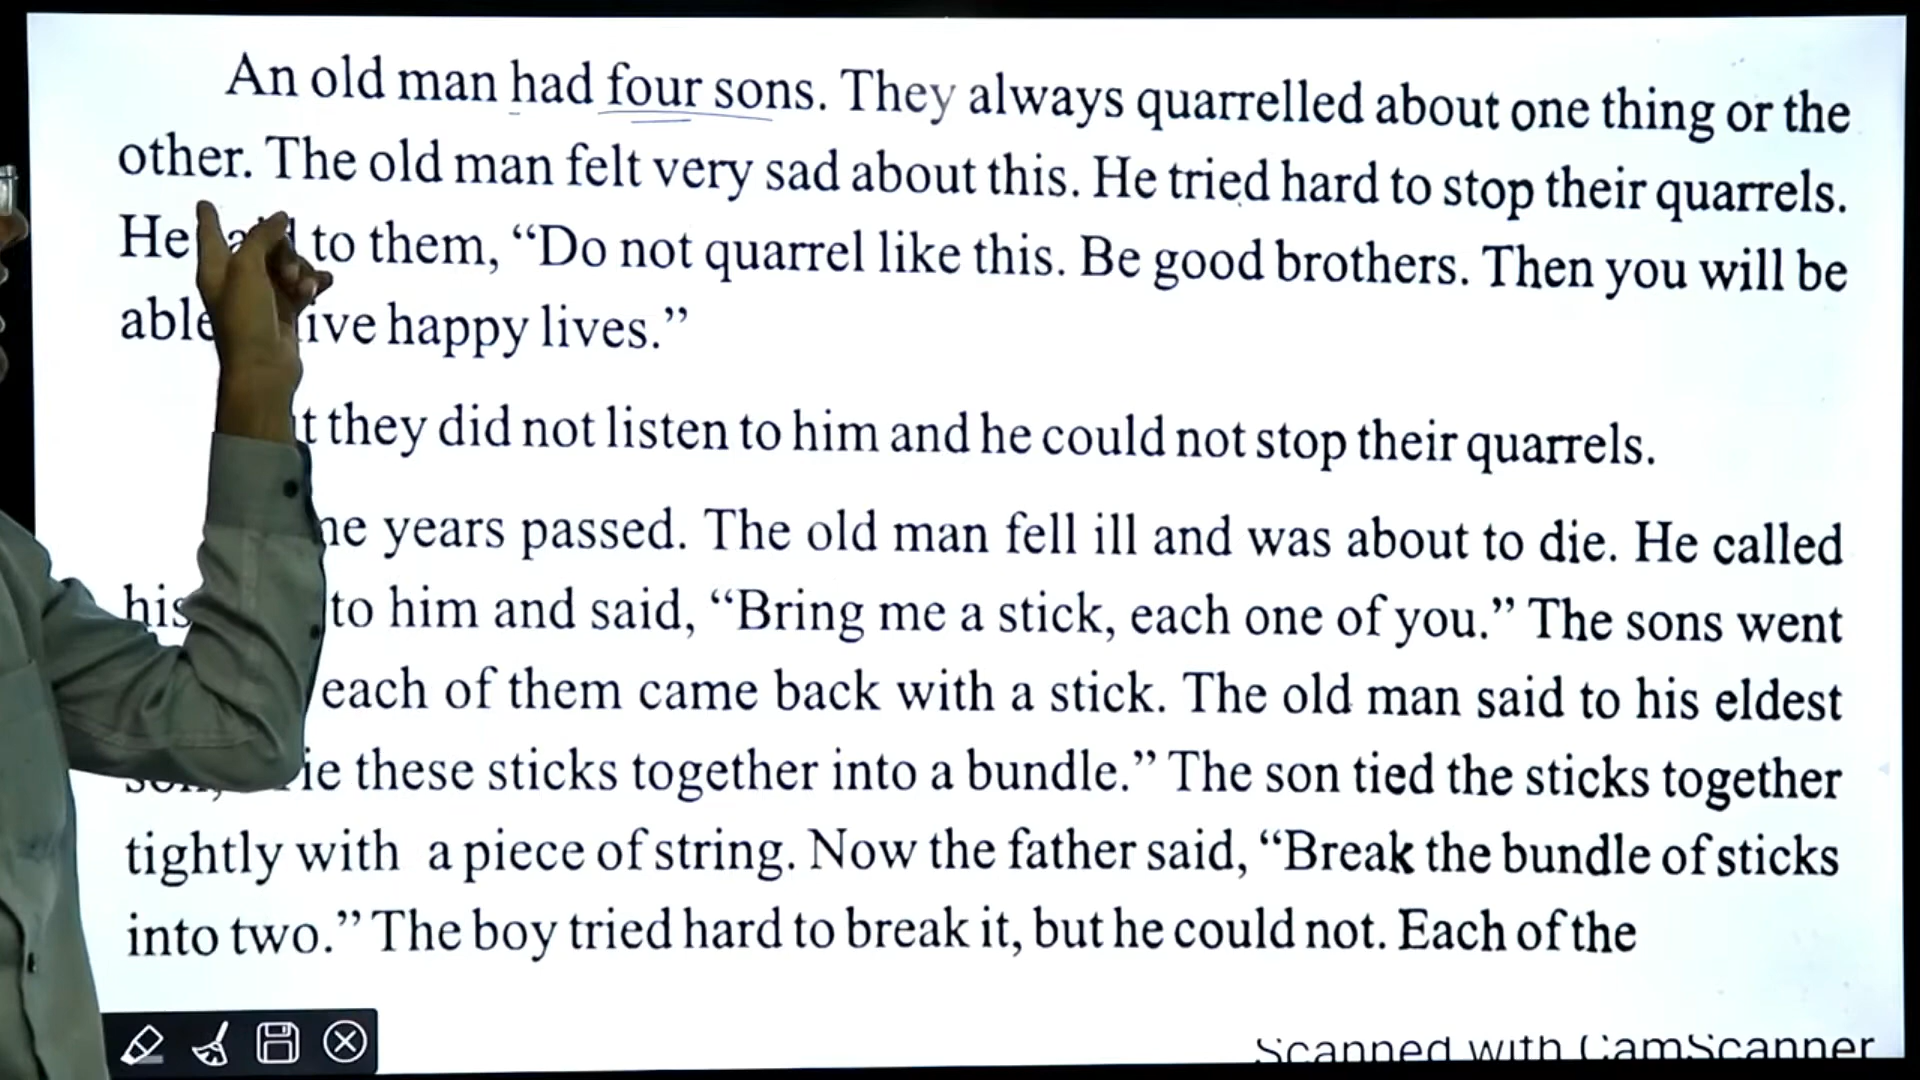 An old man had four sons. They always quarrelled about one thing or the
other. The old man felt very sad about this. He tried hard to stop their quarrels.
He to them, “Do not quarrel like this. Be good brothers. Then you will be
able happy lives.”
they did not listen to him and he could not stop their quarrels.
years passed. The old man fell ill and was about to die. He called
his to him and said, “Bring me a stick, each one of you.” The sons went
each of them came back with a stick. The old man said to his eldest
these sticks together into a bundle.” The son tied the sticks together
tightly with a piece of string. Now the father said, “Break the bundle of sticks
into two.” The boy tried hard to break it, but he could not. Each of the
Scanned with CamScanner